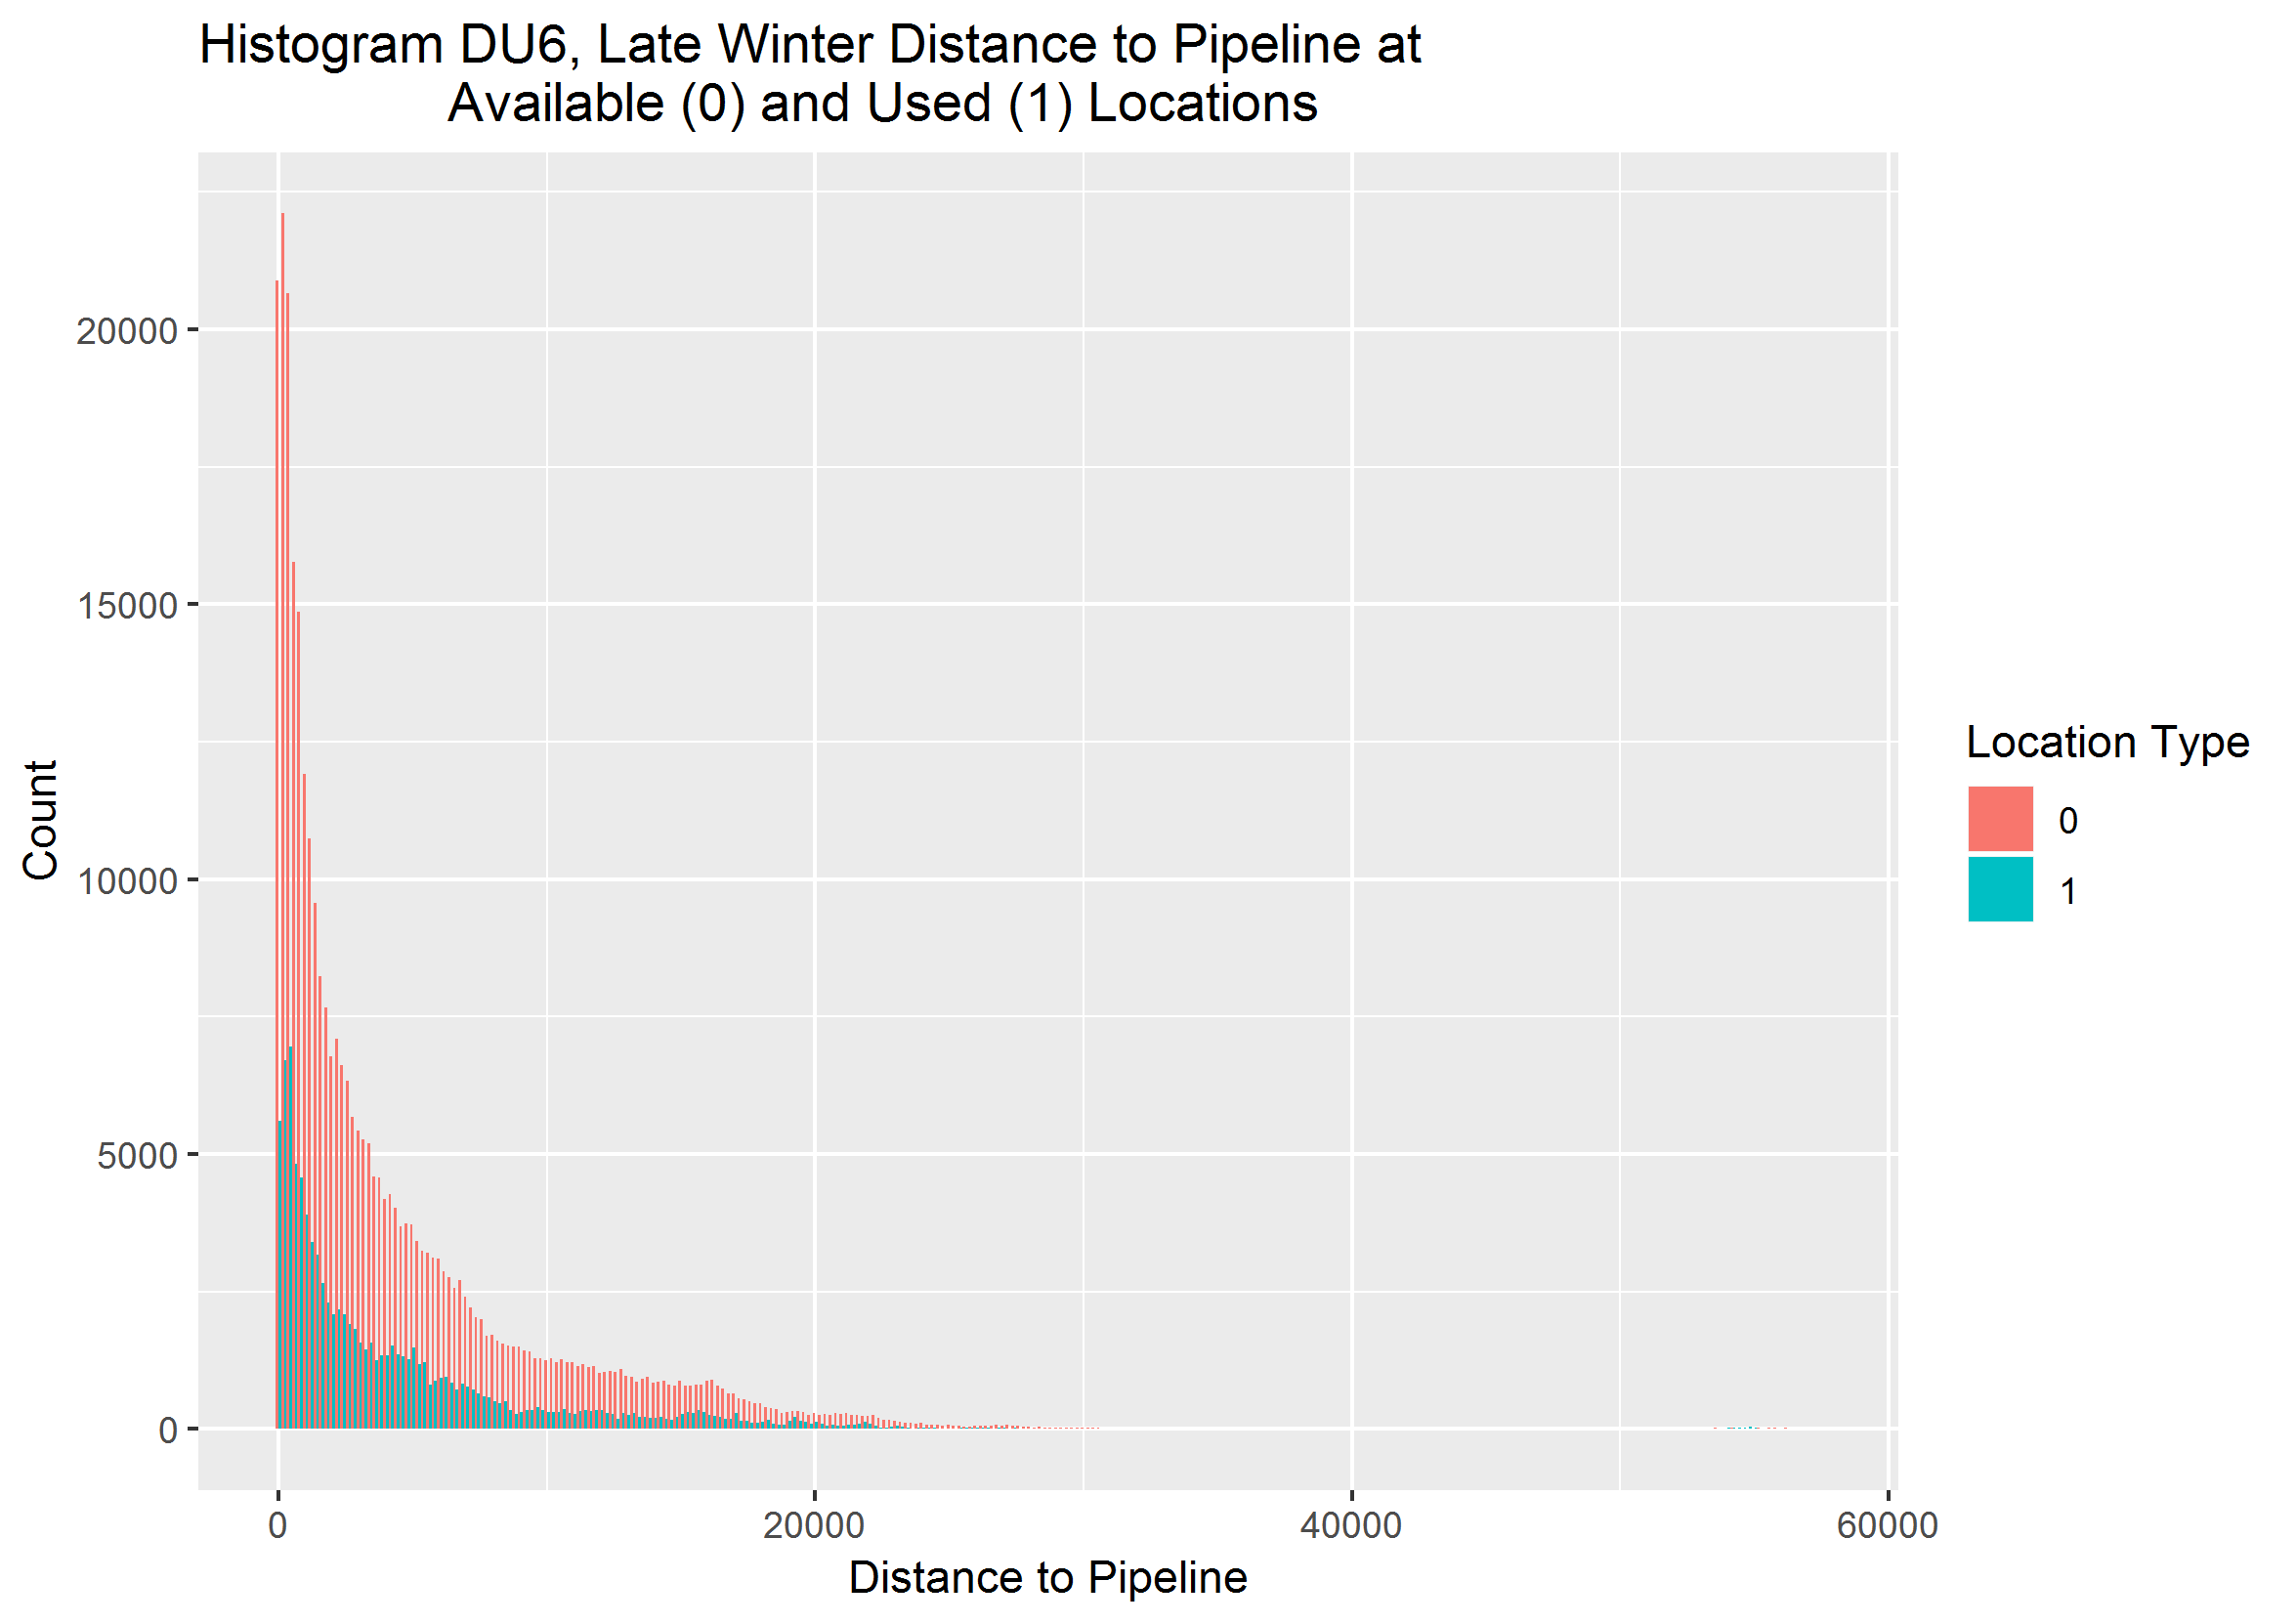 Histogram DU6, Late Winter Distance to Pipeline at
Available (0) and Used (1) Locations
20000
15000
10000
5000
0
Count
0
20000
40000
60000
Distance to Pipeline
Location Type
0
1